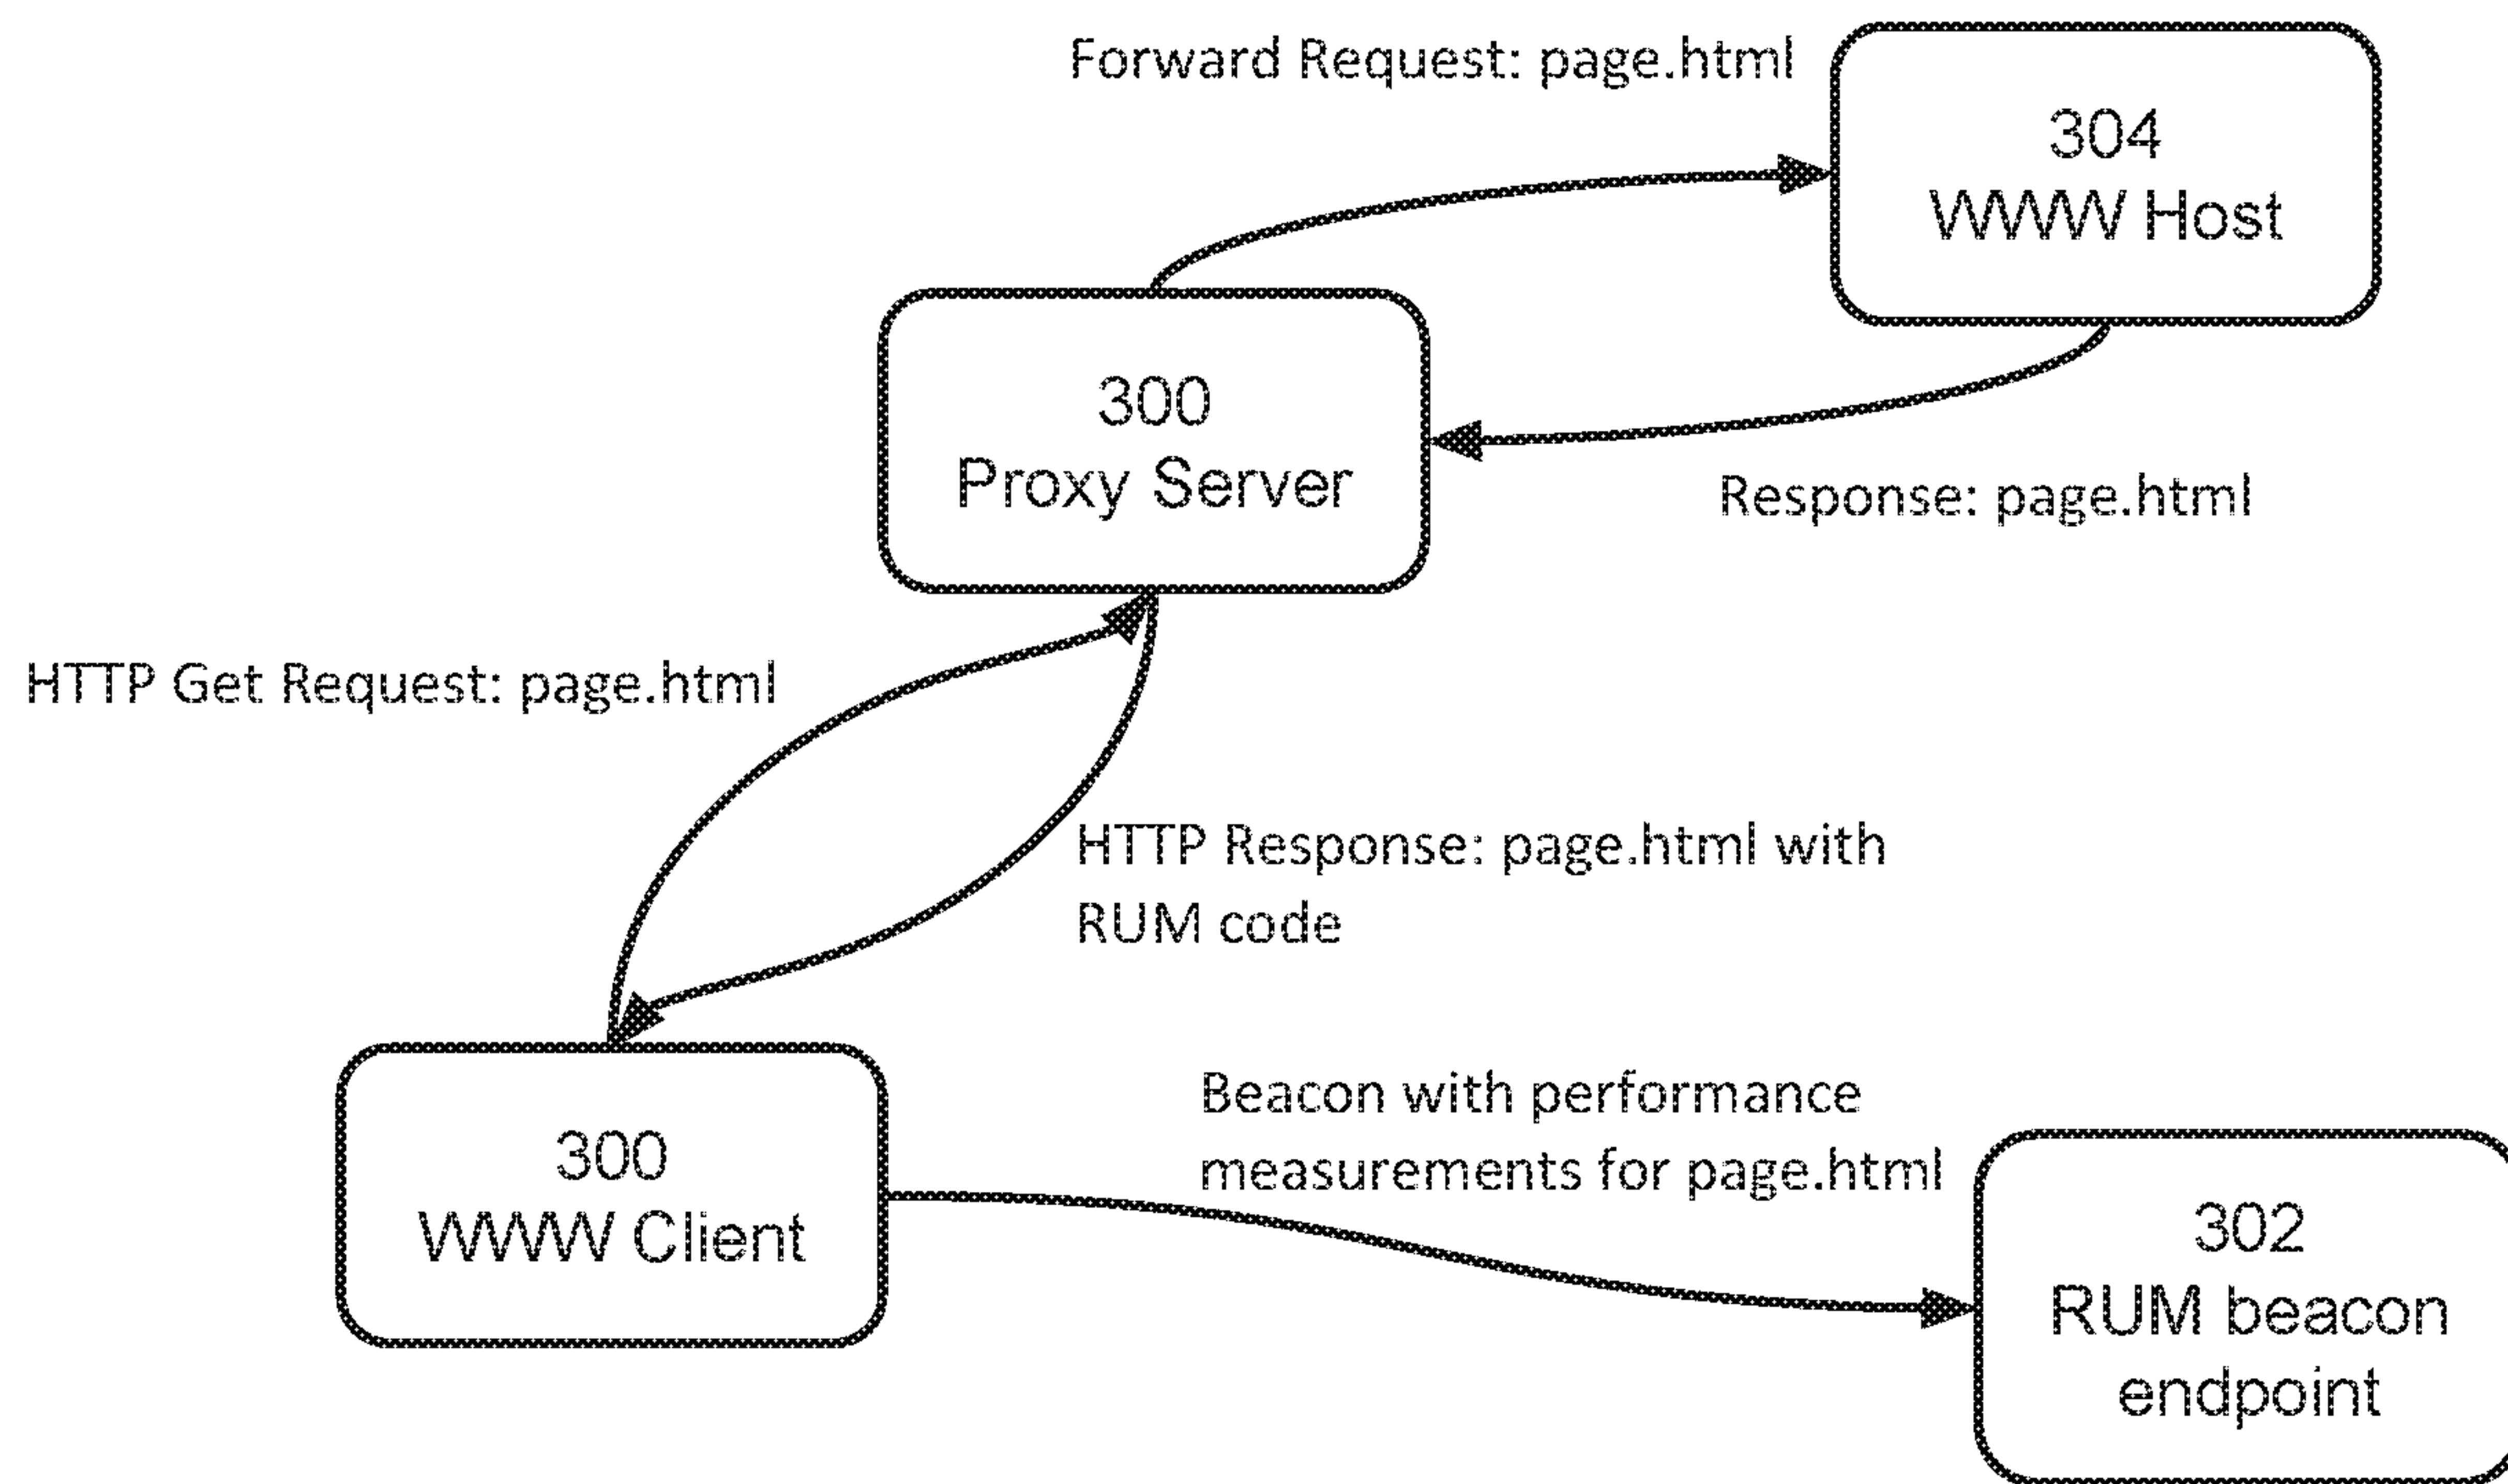 Forward Request: page.html
304
WWW Host
300
Proxy Server
Response: page.html
HTTP Get Request: page.html
HTTP Response: page.html with
RUM code
300
WWW Client
Beacon with performance
measurements for page.html
302
RUM beacon
endpoint